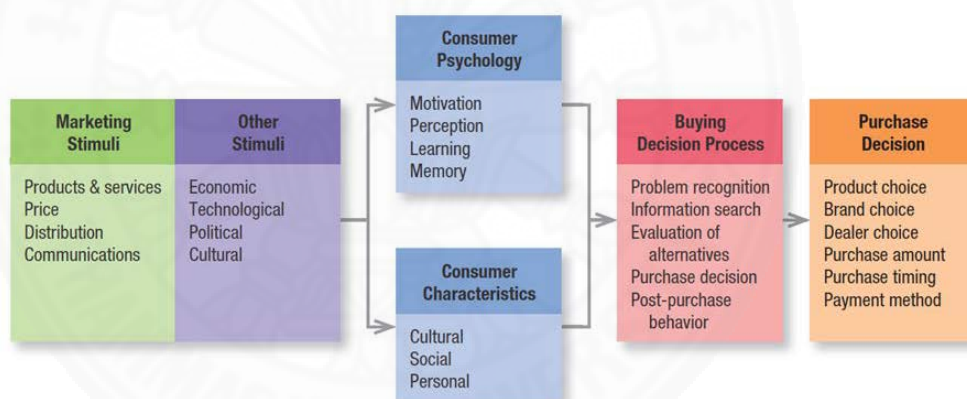 Marketing
Stimuli
Products & services
Price
Distribution
Communications
Other
Stimuli
Economic
Technological
Political
Cultural
Consumer
Psychology
Motivation
Perception
Learning
Memory
Consumer
Characteristics
Cultural
Social
Personal
Buying
Decision Process
Problem recognition
Information search
Evaluation of
alternatives
Purchase decision
Post-purchase
behavior
Purchase
Decision
Product choice
Brand choice
Dealer choice
Purchase amount
Purchase timing
Payment method